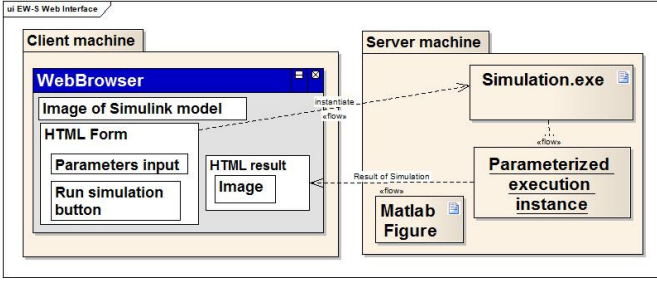 ui EW-S Web Interface
Client machine
WebBrowser
Image of Simulink model
HTML Form
Parameters input
Run simulation
button
HTML result
Image
instantiate
«flow»
Server machine
Simulation.exe
«flow»
Parameterized
execution
instance
Result of Simulation
«flow»
Matlab
Figure